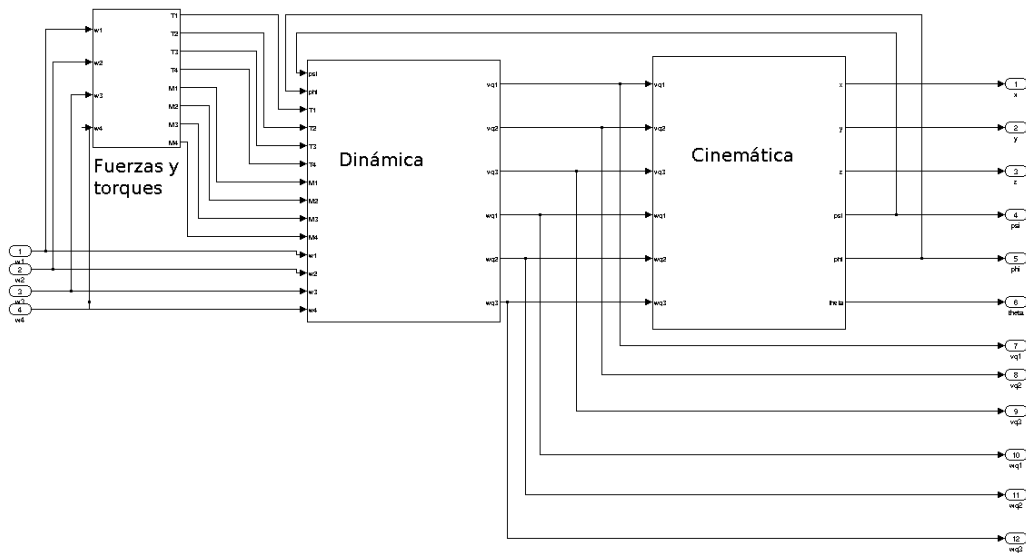 w1
w2
w3
w4
T1
T2
T3
T4
M1
M2
M3
M4
Fuerzas y
torques
1
w1
2
w2
3
w3
4
w4
psi
phi
T1
T2
T3
T4
M1
M2
M3
M4
w1
w2
w3
w4
Dinámica
vq1
vq2
vq3
wq1
wq2
wq3
vq1
vq2
vq3
wq1
wq2
wq3
Cinemática
x
y
z
psi
phi
theta
1
x
2
y
3
z
4
psi
5
phi
6
theta
7
vq1
8
vq2
9
vq3
10
wq1
11
wq2
12
wq3